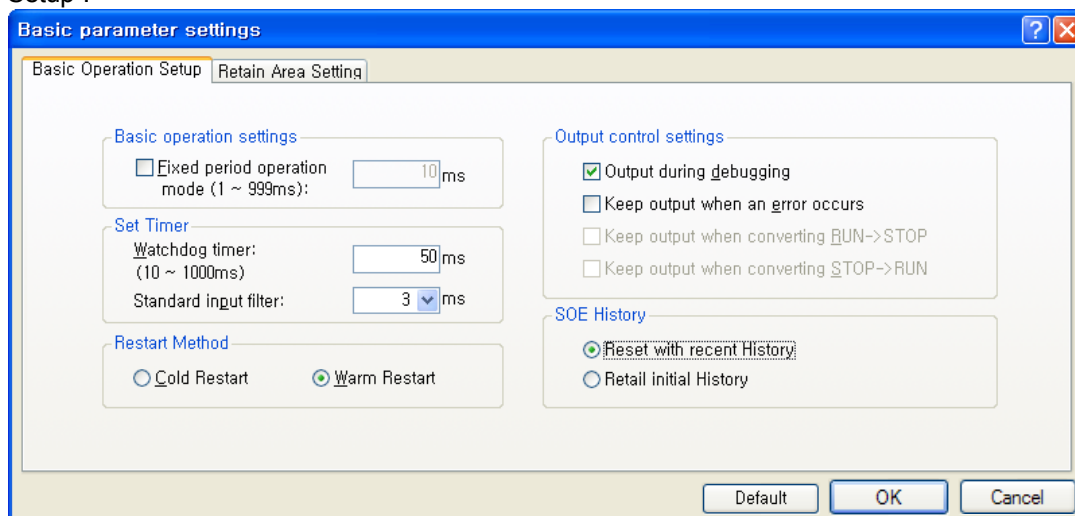 Basic parameter settings
Basic Operation Setup
Retain Area Setting
Basic operation settings
Fixed period operation
mode (1 ~ 999ms):
10 ms
Set Timer
Watchdog timer:
(10 ~ 1000ms)
50 ms
Standard input filter:
3 ms
Restart Method
Cold Restart
Warm Restart
Output control settings
Output during debugging
Keep output when an error occurs
Keep output when converting RUN->STOP
Keep output when converting STOP->RUN
SOE History
Reset with recent History
Retail initial History
Default
OK
Cancel